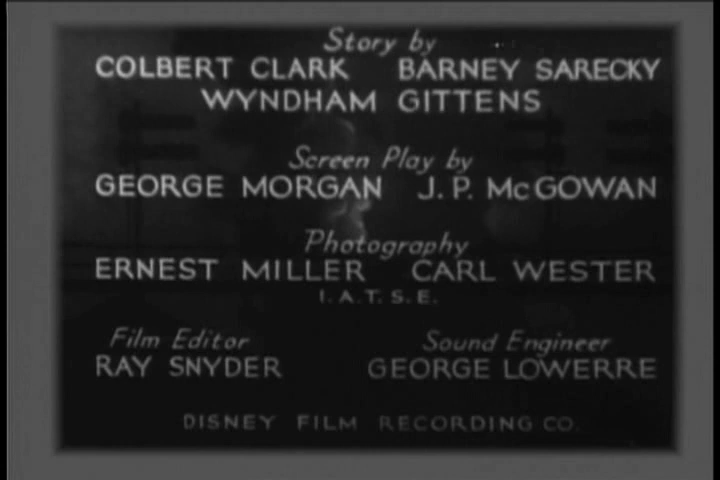 Story by
COLBERT CLARK BARNEY SARECKY
WYNDHAM GITTENS
Screen Play by
GEORGE MORGAN J. P. McGOWAN
Photography
ERNEST MILLER CARL WESTER
I. A. T. S. E.
Film Editor Sound Engineer
RAY SNYDER GEORGE LOWERRE
DISNEY FILM RECORDING CO.